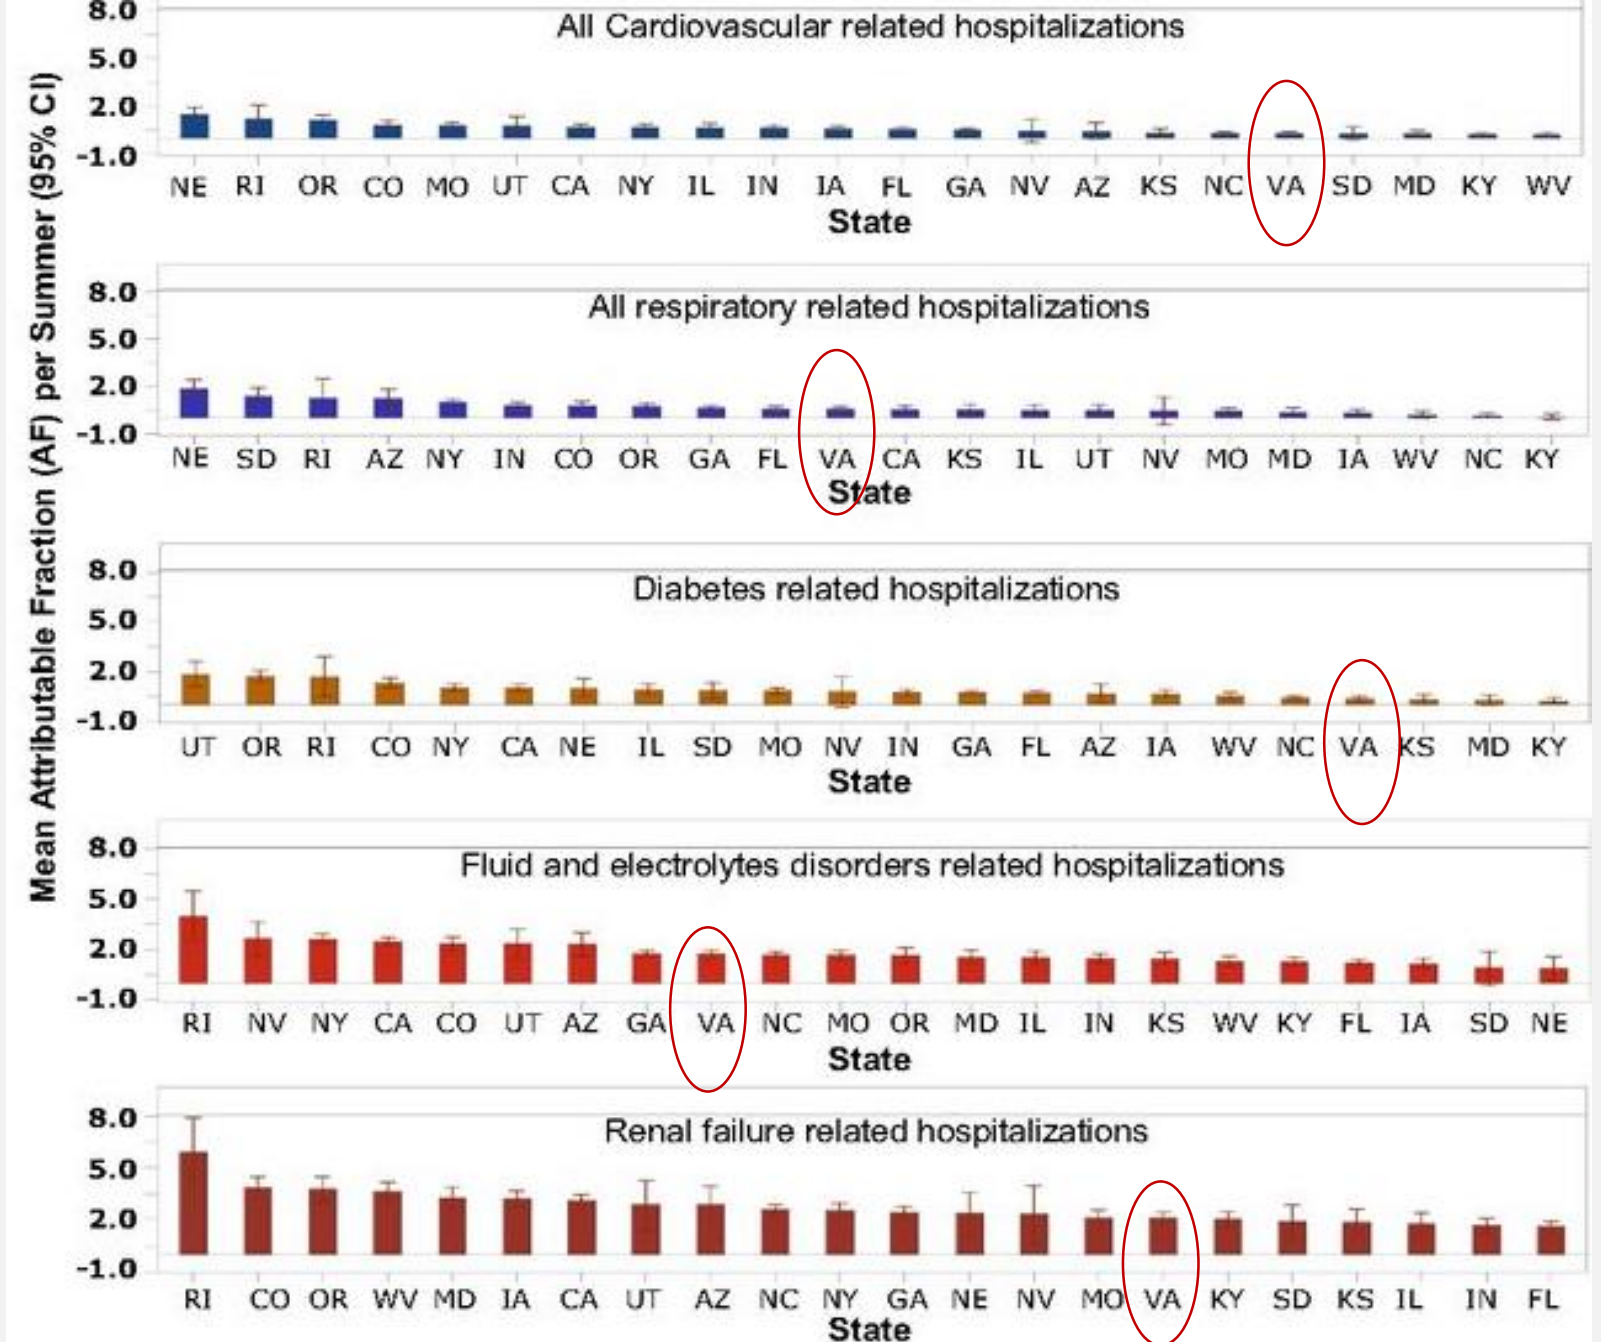 Mean Attributable Fraction (AF) per Summer (95% CI)
All Cardiovascular related hospitalizations
8.0
5.0
2.0
-1.0
NE RI OR CO MO UT CA NY IL IN IA FL GA NV AZ KS NC VA SD MD KY WV
State
All respiratory related hospitalizations
8.0
5.0
2.0
-1.0
NE SD RI AZ NY IN CO OR GA FL VA CA KS IL UT NV MO MD IA WV NC KY
State
Diabetes related hospitalizations
8.0
5.0
2.0
-1.0
UT OR RI CO NY CA NE IL SD MO NV IN GA FL AZ IA WV NC VA KS MD KY
State
Fluid and electrolytes disorders related hospitalizations
8.0
5.0
2.0
-1.0
RI NV NY CA CO UT AZ GA VA NC MO OR MD IL IN KS WV KY FL IA SD NE
State
Renal failure related hospitalizations
8.0
5.0
2.0
-1.0
RI CO OR WV MD IA CA UT AZ NC NY GA NE NV MO VA KY SD KS IL IN FL
State